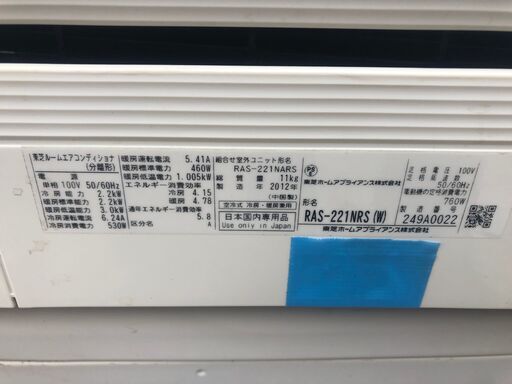 東芝ルームエアコンディショナ
(分離形)
電源
単相 100V 50/60Hz
冷房能力 2.2kW
暖房標準能力 2.2kW
暖房低温能力 3.0kW
冷房運転電流 6.24A
冷房消費電力 530W
暖房運転電流 5.41A
暖房標準電力 460W
暖房低温電力 1.005kW
エネルギー消費効率
冷房 4.15
暖房 4.78
通年エネルギー消費効率
5.8
区分名 A
組合せ室外ユニット形名
RAS-221NARS
総質量 11kg
製造年 2012年
(中国製)
空冷式 冷房・暖房兼用
日本国内専用品
Use only in Japan
東芝ホームアプライアンス株式会社
定格電圧 100V
定格周波数
50/60Hz
電動機の定格消費電力
760W
形名
RAS-221NRS(W)
製造番号
249A0022
東芝ホームアプライアンス株式会社